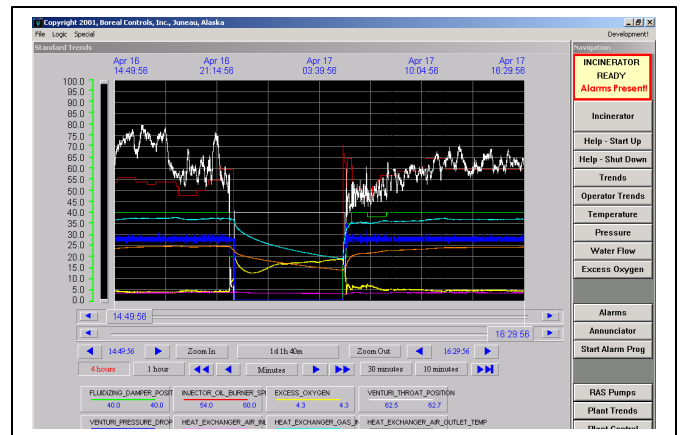 Copyright 2001, Boreal Controls, Inc., Juneau, Alaska
File Logic Special Development!
Standard Trends
Navigation
Apr 16 Apr 16 Apr 17 Apr 17 Apr 17
14:49:56 21:14:56 03:39:56 10:04:56 16:29:56
100.0
95.0
90.0
85.0
80.0
75.0
70.0
65.0
60.0
55.0
50.0
45.0
40.0
35.0
30.0
25.0
20.0
15.0
10.0
5.0
0.0
14:49:56
16:29:56
14:49:56 Zoom In 1d 1h 40m Zoom Out 16:29:56
4 hours 1 hour Minutes 30 minutes 10 minutes
FLUIDIZING_DAMPER_POSIT INJECTOR_OIL_BURNER_SP EXCESS_OXYGEN VENTURI_THROAT_POSITION
40.0 40.0 54.0 60.0 4.3 4.3 62.5 62.7
VENTURI_PRESSURE_DROP HEAT_EXCHANGER_AIR_INL HEAT_EXCHANGER_GAS_IN HEAT_EXCHANGER_AIR_OUTLET_TEMP
INCINERATOR
READY
Alarms Present!
Incinerator
Help - Start Up
Help - Shut Down
Trends
Operator Trends
Temperature
Pressure
Water Flow
Excess Oxygen
Alarms
Annunciator
Start Alarm Prog
RAS Pumps
Plant Trends
Plant Control